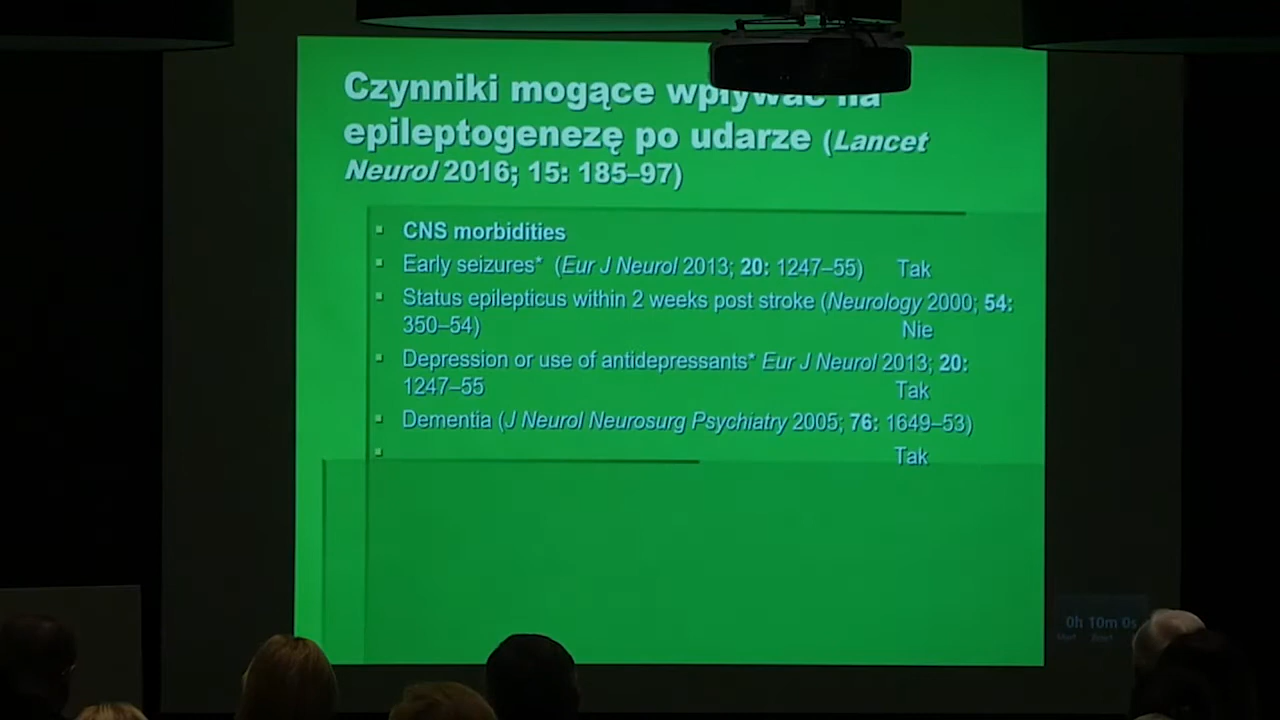 Czynniki mogące wpływać na
epileptogenezę po udarze (Lancet
Neurol 2016; 15: 185–97)
CNS morbidities
Early seizures* (Eur J Neurol 2013; 20: 1247–55) Tak
Status epilepticus within 2 weeks post stroke (Neurology 2000; 54:
350–54) Nie
Depression or use of antidepressants* Eur J Neurol 2013; 20:
1247–55 Tak
Dementia (J Neurol Neurosurg Psychiatry 2005; 76: 1649–53)
Tak
0h 10m 0s